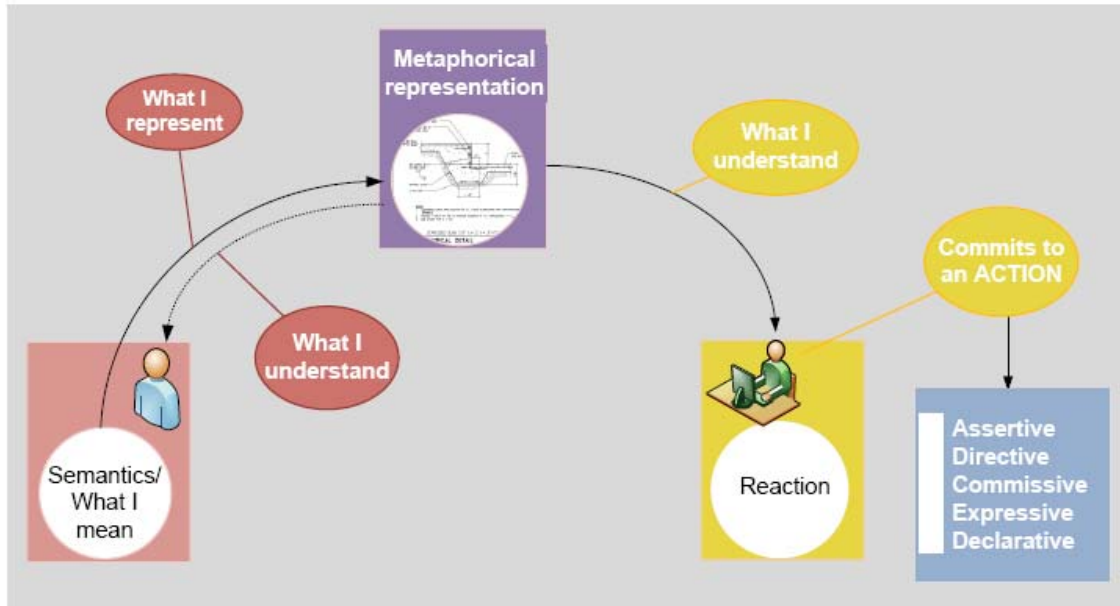 Metaphorical
representation
What I
represent
What I
understand
What I
understand
Commits to
an ACTION
Semantics/
What I
mean
Reaction
Assertive
Directive
Commissive
Expressive
Declarative